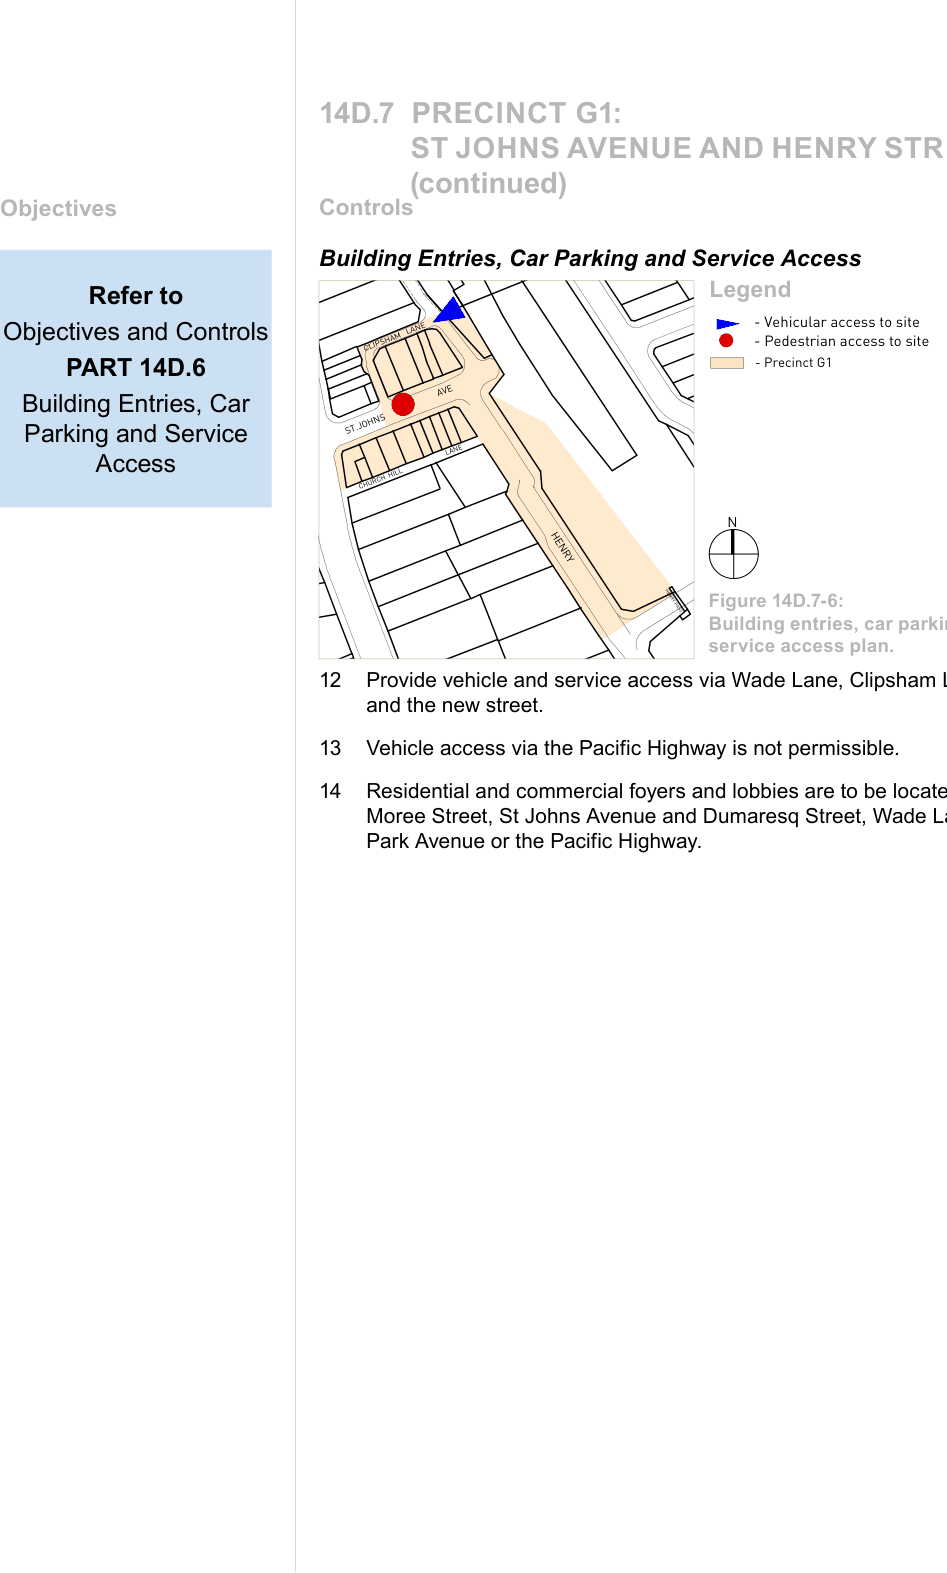 14D.7 PRECINCT G1:
ST JOHNS AVENUE AND HENRY STR
(continued)
Objectives
Controls
Refer to
Objectives and Controls
PART 14D.6
Building Entries, Car
Parking and Service
Access
Building Entries, Car Parking and Service Access
CLIPSHAM LANE
ST.JOHNS AVE
CHURCH HILL LANE
HENRY
Legend
- Vehicular access to site
- Pedestrian access to site
- Precinct G1
N
Figure 14D.7-6:
Building entries, car parkin
service access plan.
12 Provide vehicle and service access via Wade Lane, Clipsham L
and the new street.
13 Vehicle access via the Pacific Highway is not permissible.
14 Residential and commercial foyers and lobbies are to be locate
Moree Street, St Johns Avenue and Dumaresq Street, Wade La
Park Avenue or the Pacific Highway.